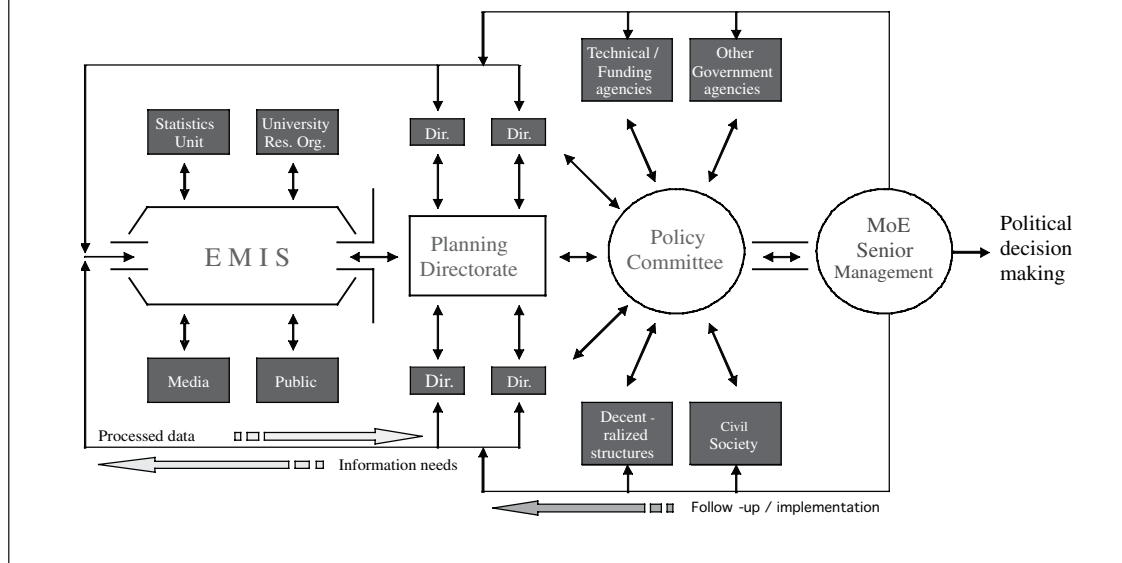 Technical /
Funding
agencies
Other
Government
agencies
Statistics
Unit
University
Res. Org.
Dir.
Dir.
E M I S
Planning
Directorate
Policy
Committee
MoE
Senior
Management
Political
decision
making
Media
Public
Dir.
Dir.
Decent -
ralized
structures
Civil
Society
Processed data
Information needs
Follow -up / implementation